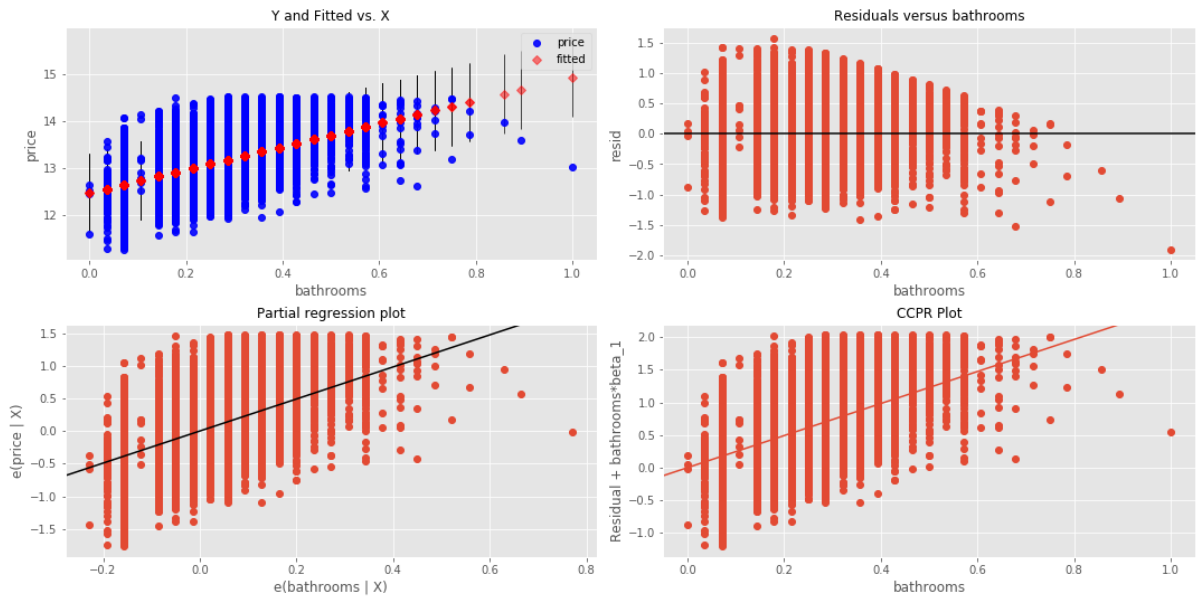 Y and Fitted vs. X
price
fitted
15
14
13
12
price
0.0 0.2 0.4 0.6 0.8 1.0
bathrooms
Residuals versus bathrooms
1.5
1.0
0.5
0.0
−0.5
−1.0
−1.5
−2.0
resid
0.0 0.2 0.4 0.6 0.8 1.0
bathrooms
Partial regression plot
1.5
1.0
0.5
0.0
−0.5
−1.0
−1.5
e(price | X)
−0.2 0.0 0.2 0.4 0.6 0.8
e(bathrooms | X)
CCPR Plot
2.0
1.5
1.0
0.5
0.0
−0.5
−1.0
Residual + bathrooms*beta_1
0.0 0.2 0.4 0.6 0.8 1.0
bathrooms